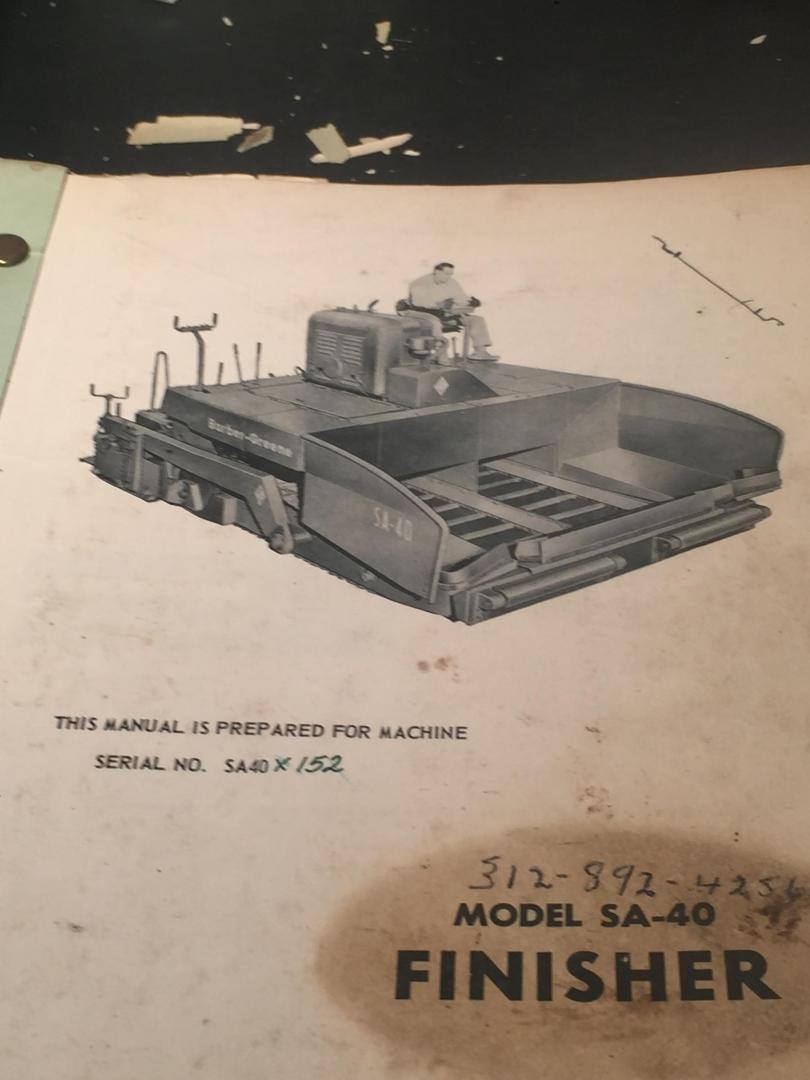 Barber-Greene
SA-40
THIS MANUAL IS PREPARED FOR MACHINE
SERIAL NO. SA40 x 152
312-892-4256
MODEL SA-40
FINISHER